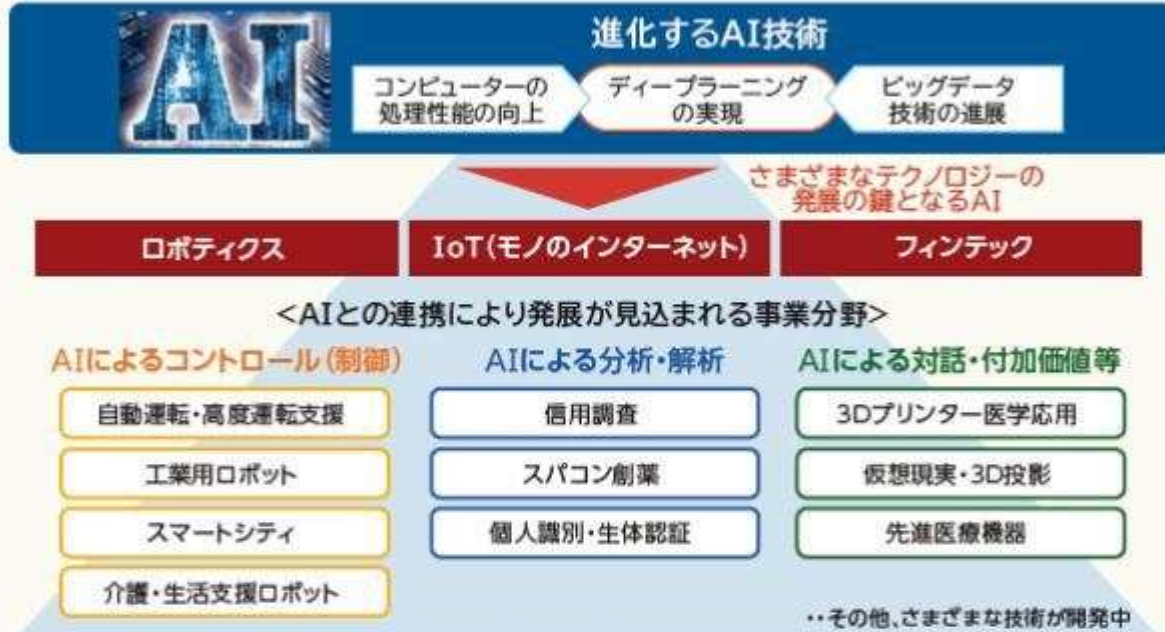 AI
進化するAI技術
コンピューターの
処理性能の向上
ディープラーニング
の実現
ビッグデータ
技術の進展
さまざまなテクノロジーの
発展の鍵となるAI
ロボティクス
IoT(モノのインターネット)
フィンテック
<AIとの連携により発展が見込まれる事業分野>
AIによるコントロール(制御)
自動運転・高度運転支援
工業用ロボット
スマートシティ
介護・生活支援ロボット
AIによる分析・解析
信用調査
スパコン創薬
個人識別・生体認証
AIによる対話・付加価値等
3Dプリンター医学応用
仮想現実・3D投影
先進医療機器
‥その他、さまざまな技術が開発中